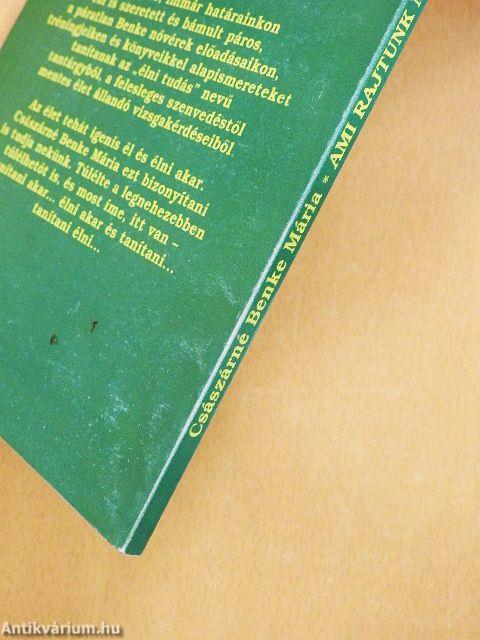 immár határainkon
túl is szeretett és bámult páros,
a páratlan Benke nővérek előadásaikon,
tréningjeiken és könyveikkel alapismereteket
tanítanak az „élni tudás" nevű
tantárgyból, a felesleges szenvedéstől
mentes élet állandó vizsgakérdéseiből.
Az élet tehát igenis él és élni akar.
Császárné Benke Mária ezt bizonyítani
is tudja nekünk. Túlélte a legnehezebben
túlélhetőt is, és most íme, itt van –
tanítani akar... élni akar és tanítani...
tanítani élni...
Császárné Benke Mária * AMI RAJTUNK
Antikvárium.hu